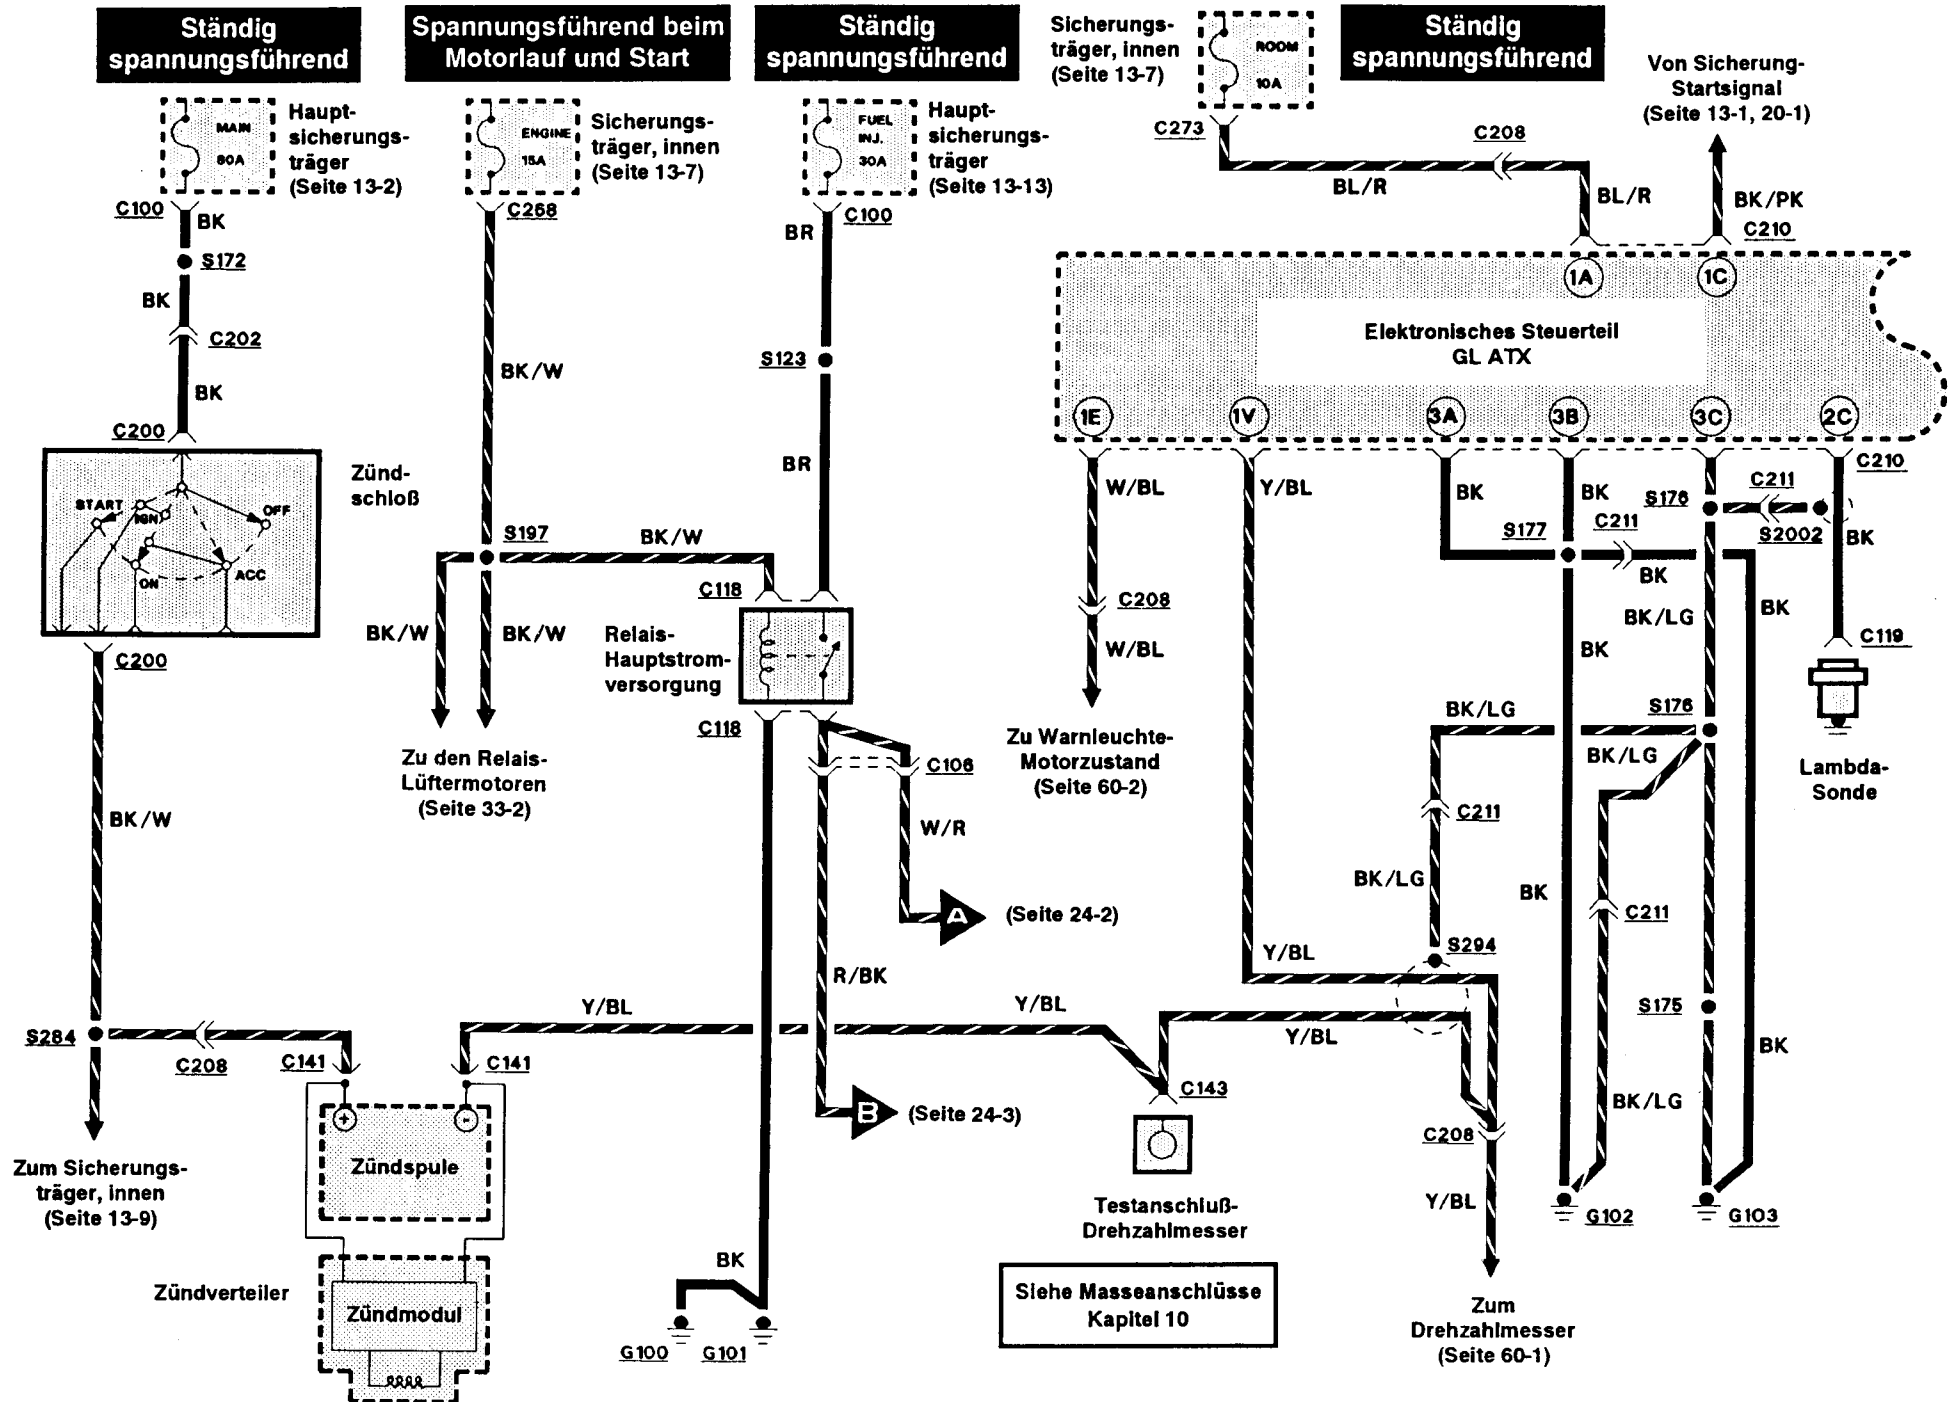 Ständig
spannungsführend
Spannungsführend beim
Motorlauf und Start
Ständig
spannungsführend
Ständig
spannungsführend
MAIN
80A
Haupt-
sicherungs-
träger
(Seite 13-2)
ENGINE
15A
Sicherungs-
träger, innen
(Seite 13-7)
FUEL
INJ.
30A
Haupt-
sicherungs-
träger
(Seite 13-13)
Sicherungs-
träger, innen
(Seite 13-7)
ROOM
10A
Von Sicherung-
Startsignal
(Seite 13-1, 20-1)
C100
BK
S172
BK
C202
BK
C200
C268
BK/W
C100
BR
S123
BR
C273
C208
BL/R
BL/R
BK/PK
C210
1A
1C
Elektronisches Steuerteil
GL ATX
1E
1V
3A
3B
3C
2C
C210
START
IGN
OFF
ON
ACC
Zünd-
schloß
C200
S197
BK/W
C118
BK/W
BK/W
Relais-
Hauptstrom-
versorgung
C118
Zu den Relais-
Lüftermotoren
(Seite 33-2)
C106
W/R
A
(Seite 24-2)
R/BK
W/BL
C208
W/BL
Zu Warnleuchte-
Motorzustand
(Seite 60-2)
Y/BL
BK
BK
S177
C211
BK
S176
C211
S2002
BK
BK/LG
BK
BK
C119
Lambda-
Sonde
BK/LG
S176
BK/LG
C211
BK/LG
BK
C211
S294
Y/BL
S175
BK
BK/W
S284
C208
C141
C141
Y/BL
Y/BL
Y/BL
C143
B
(Seite 24-3)
BK/LG
C208
Y/BL
+
-
Zündspule
Zum Sicherungs-
träger, innen
(Seite 13-9)
Testanschluß-
Drehzahlmesser
G102
G103
Zündverteiler
Zündmodul
BK
G100
G101
Siehe Masseanschlüsse
Kapitel 10
Zum
Drehzahlmesser
(Seite 60-1)